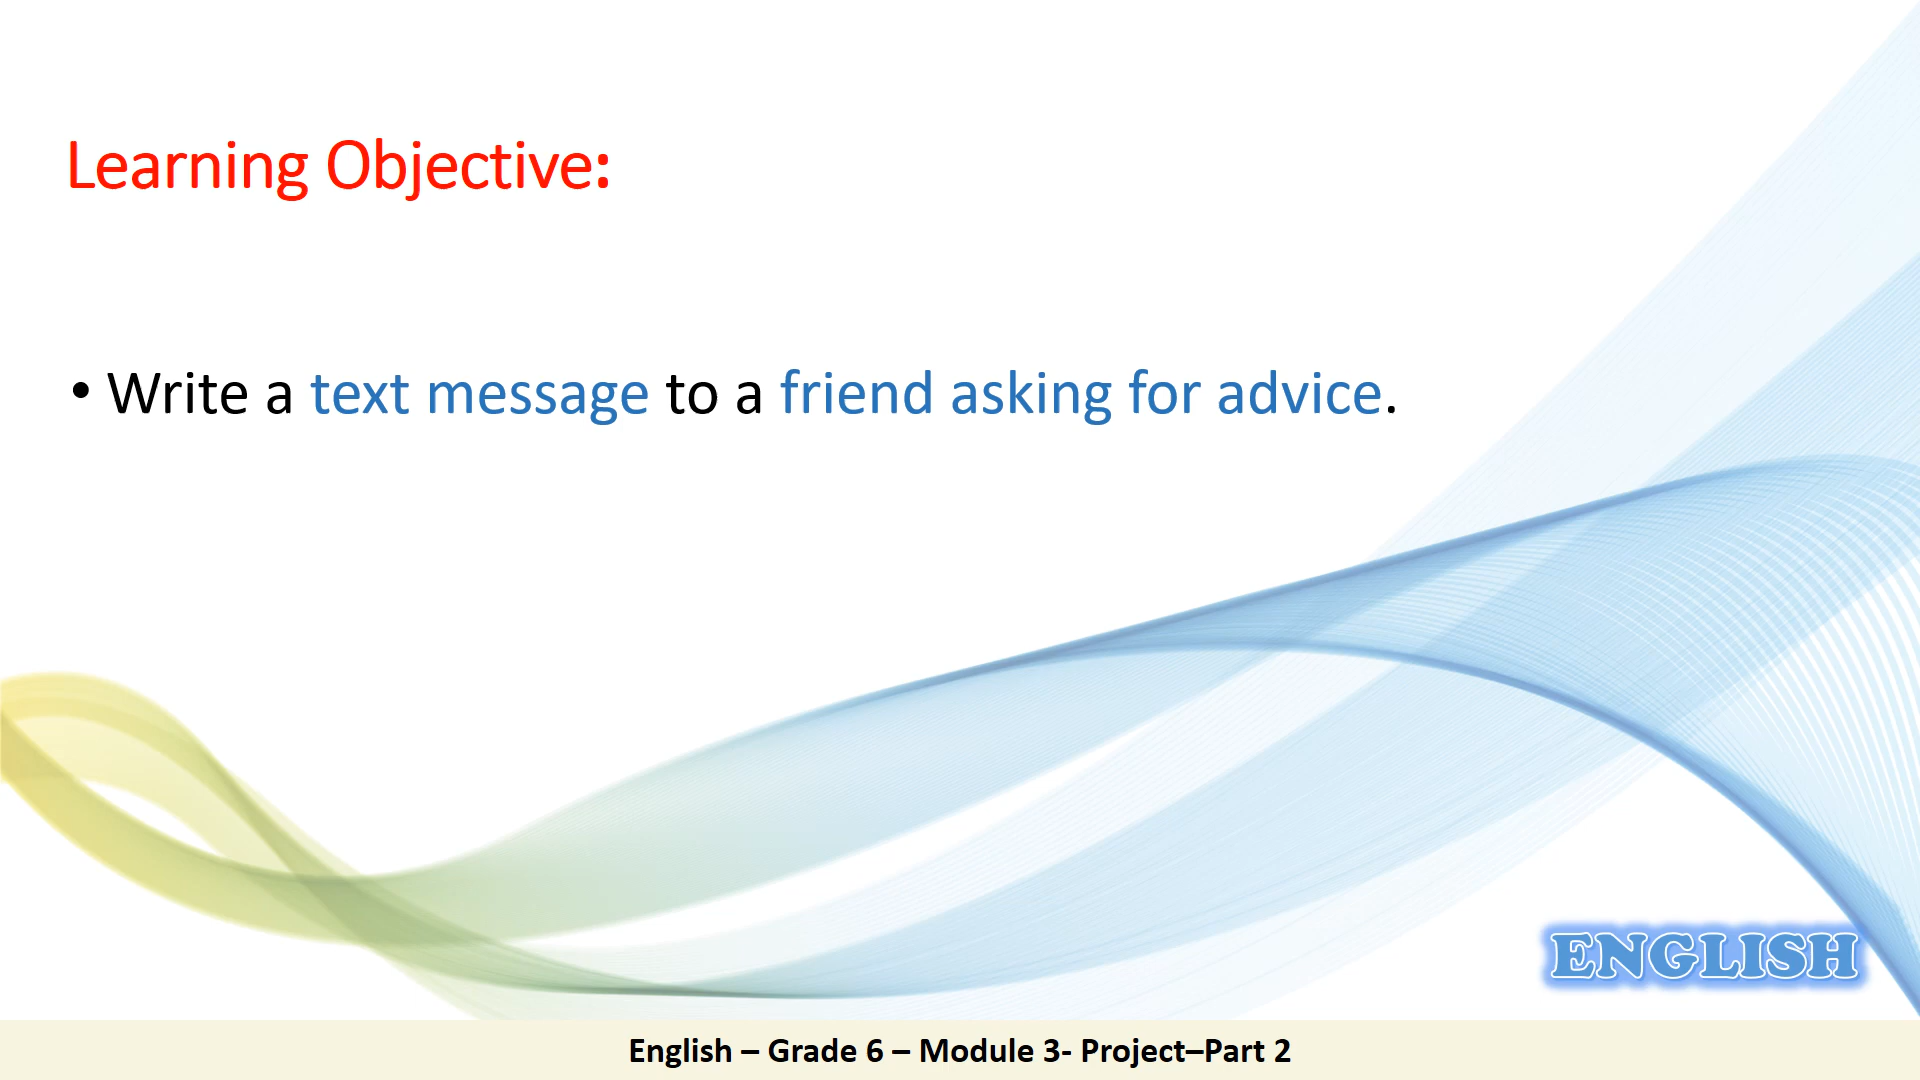 Learning Objective:
• Write a text message to a friend asking for advice.
ENGLISH
English – Grade 6 – Module 3- Project–Part 2